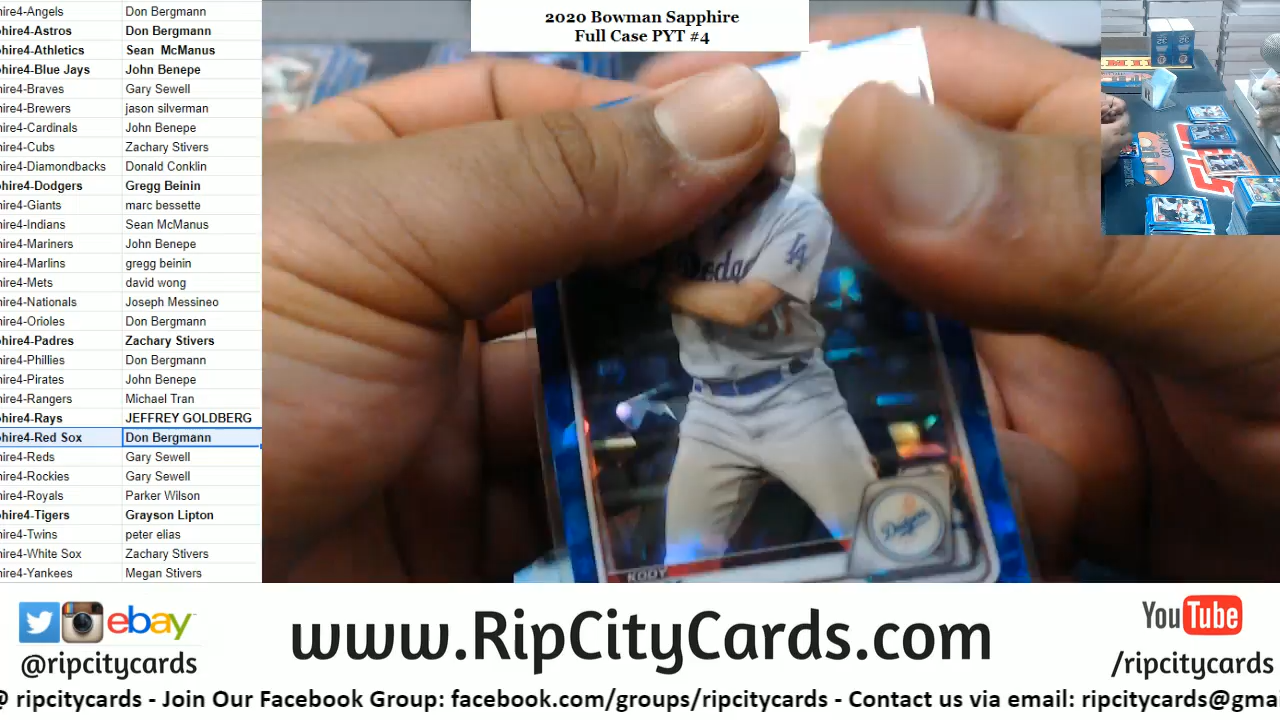 2020 Bowman Sapphire
Full Case PYT #4
hire4-Angels Don Bergmann
hire4-Astros Don Bergmann
hire4-Athletics Sean McManus
hire4-Blue Jays John Benepe
hire4-Braves Gary Sewell
hire4-Brewers jason silverman
hire4-Cardinals John Benepe
hire4-Cubs Zachary Stivers
hire4-Diamondbacks Donald Conklin
hire4-Dodgers Gregg Beinin
hire4-Giants marc bessette
hire4-Indians Sean McManus
hire4-Mariners John Benepe
hire4-Marlins gregg beinin
hire4-Mets david wong
hire4-Nationals Joseph Messineo
hire4-Orioles Don Bergmann
hire4-Padres Zachary Stivers
hire4-Phillies Don Bergmann
hire4-Pirates John Benepe
hire4-Rangers Michael Tran
hire4-Rays JEFFREY GOLDBERG
hire4-Red Sox Don Bergmann
hire4-Reds Gary Sewell
hire4-Rockies Gary Sewell
hire4-Royals Parker Wilson
hire4-Tigers Grayson Lipton
hire4-Twins peter elias
hire4-White Sox Zachary Stivers
hire4-Yankees Megan Stivers
LA
Dodg
Dodgers
KODY
ebay
@ripcitycards
www.RipCityCards.com
YouTube
/ripcitycards
@ ripcitycards - Join Our Facebook Group: facebook.com/groups/ripcitycards - Contact us via email: ripcitycards@gma